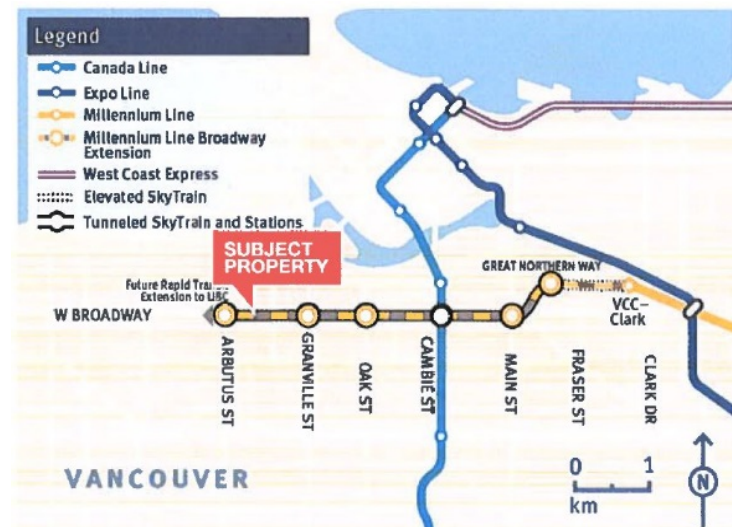 Legend
Canada Line
Expo Line
Millennium Line
Millennium Line Broadway
Extension
West Coast Express
Elevated SkyTrain
Tunneled SkyTrain and Stations
SUBJECT
PROPERTY
Future Rapid Transit
Extension to UBC
W BROADWAY
GREAT NORTHERN WAY
VCC-
Clark
ARBUTUS ST
GRANVILLE ST
OAK ST
CAMBIE ST
MAIN ST
FRASER ST
CLARK DR
VANCOUVER
0 1
km
N